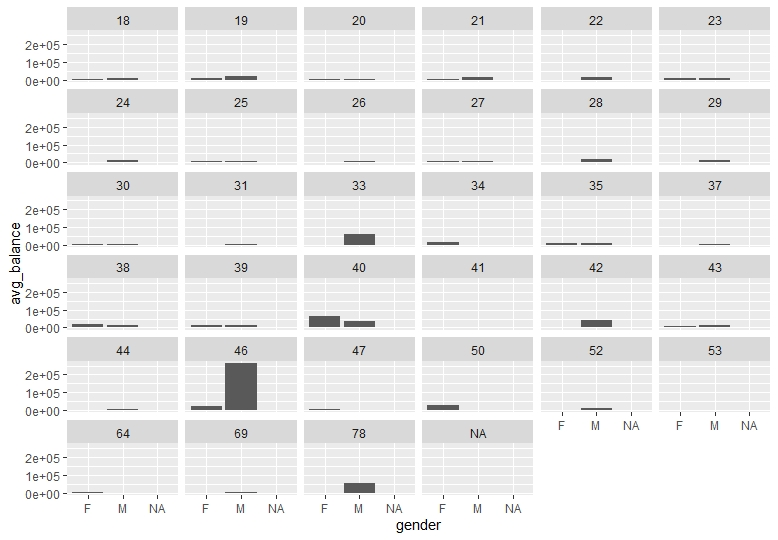 18 19 20 21 22 23
2e+05
1e+05
0e+00
24 25 26 27 28 29
2e+05
1e+05
0e+00
30 31 33 34 35 37
2e+05
1e+05
0e+00
avg_balance
38 39 40 41 42 43
2e+05
1e+05
0e+00
44 46 47 50 52 53
2e+05
1e+05
0e+00
F M NA F M NA
64 69 78 NA
2e+05
1e+05
0e+00
F M NA F M NA F M NA F M NA
gender